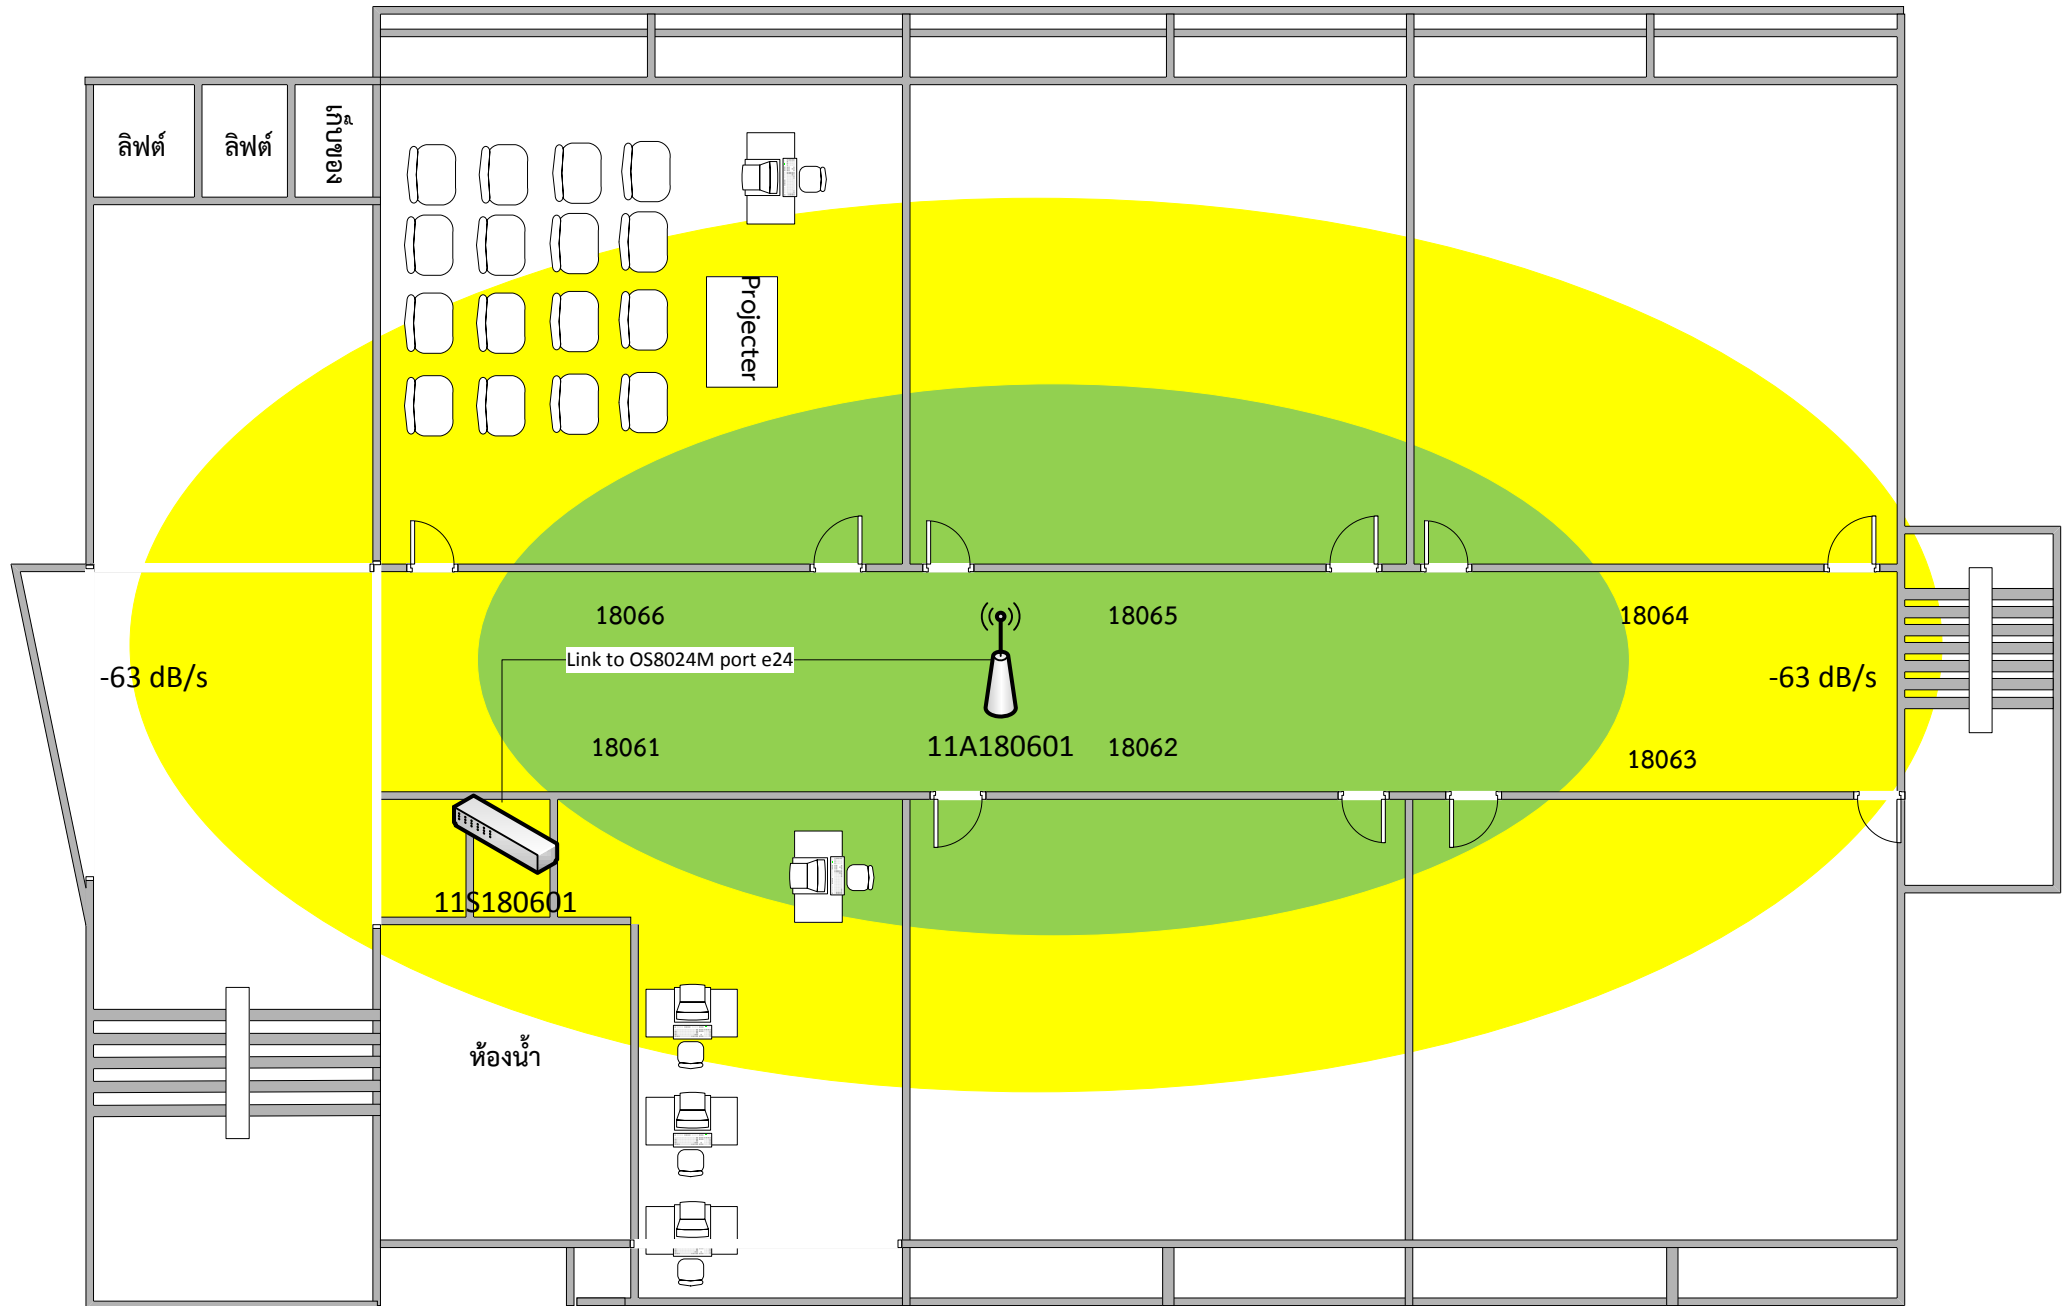 ลิฟต์
ลิฟต์
เก็บของ
Projecter
18066
18065
18064
Link to OS8024M port e24
-63 dB/s
-63 dB/s
18061
11A180601
18062
18063
11S180601
ห้องน้ำ